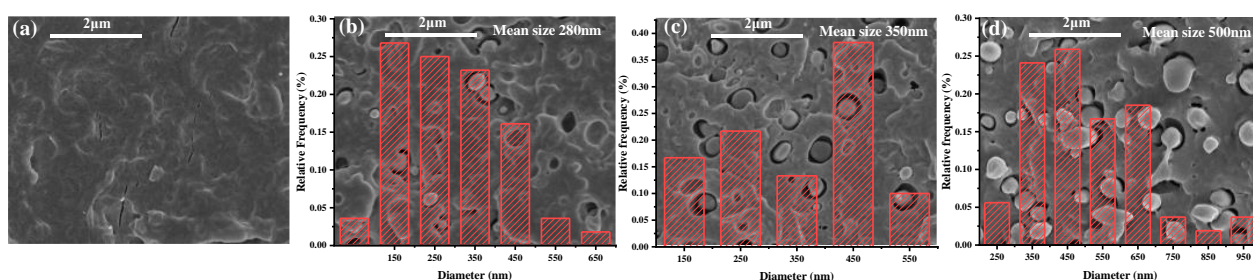 (a)
2μm
(b)
2μm
Mean size 280nm
Relative Frequency (%)
0.30
0.25
0.20
0.15
0.10
0.05
0.00
150 250 350 450 550 650
Diameter (nm)
(c)
2μm
Mean size 350nm
Relative frequency (%)
0.40
0.35
0.30
0.25
0.20
0.15
0.10
0.05
0.00
150 250 350 450 550
Diameter (nm)
(d)
2μm
Mean size 500nm
Relative frequency (%)
0.30
0.25
0.20
0.15
0.10
0.05
0.00
250 350 450 550 650 750 850 950
Diameter (nm)